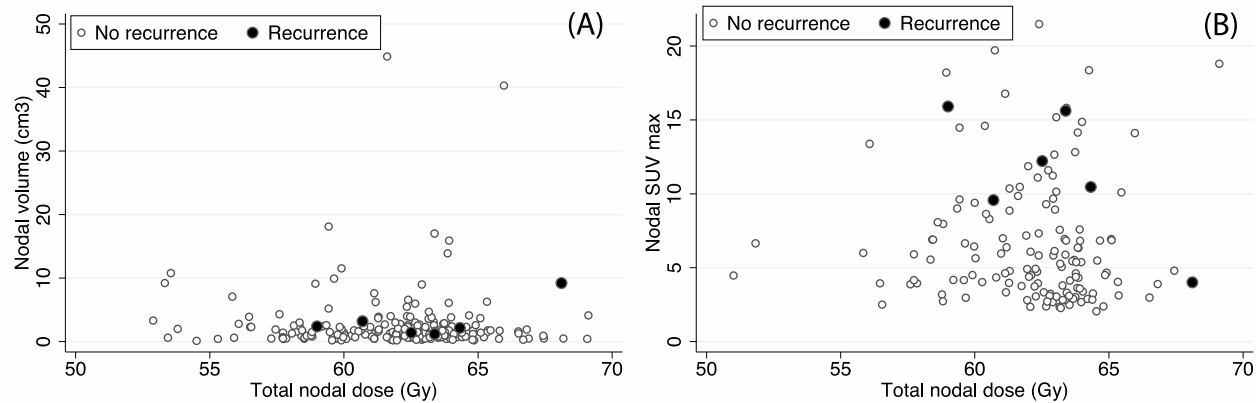 No recurrence Recurrence
(A)
Nodal volume (cm3)
50
40
30
20
10
0
50 55 60 65 70
Total nodal dose (Gy)
No recurrence Recurrence
(B)
Nodal SUV max
20
15
10
5
0
50 55 60 65 70
Total nodal dose (Gy)